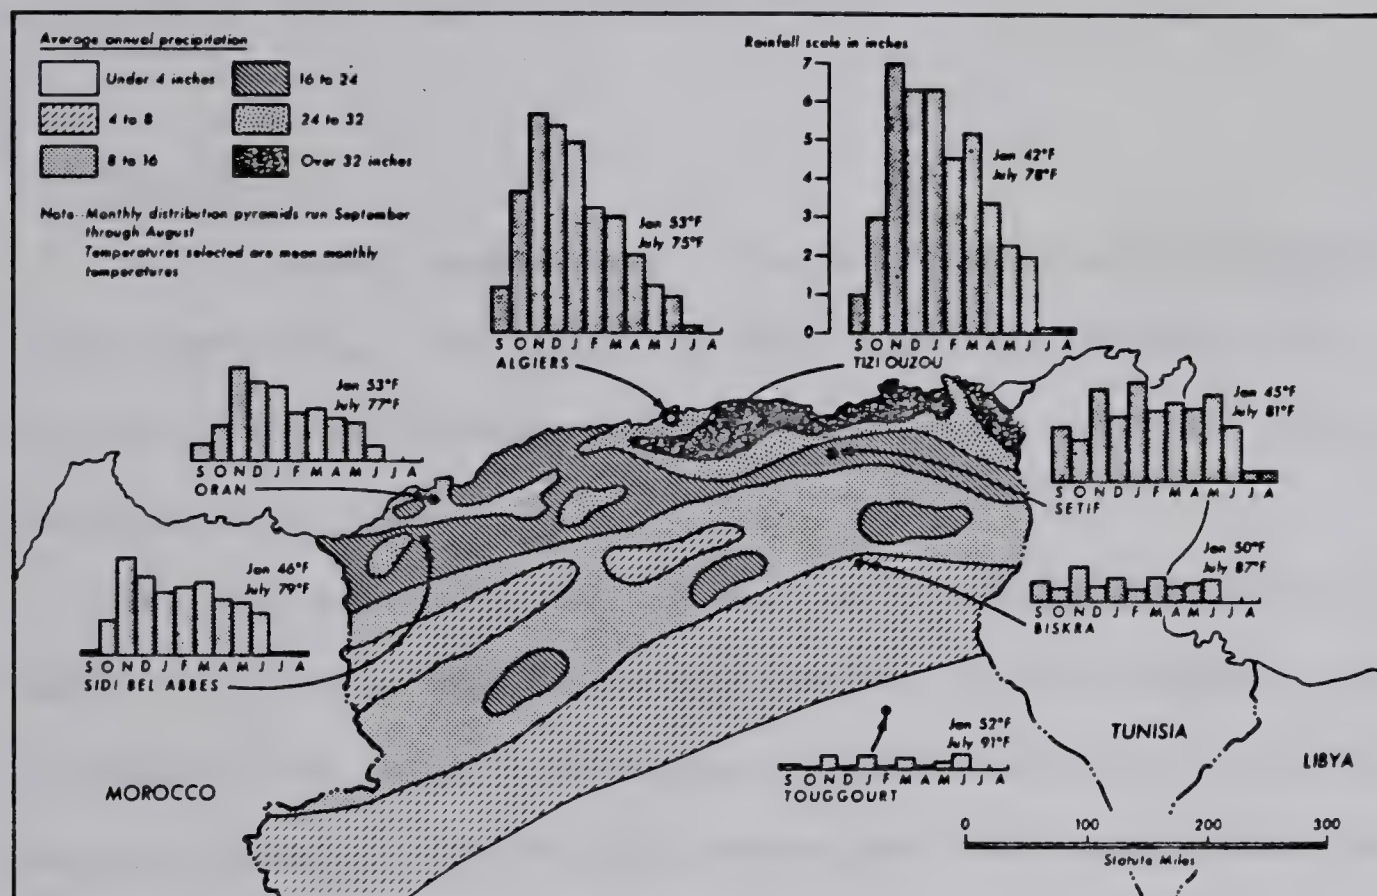 Average annual precipitation
Under 4 inches
4 to 8
8 to 16
16 to 24
24 to 32
Over 32 inches
Note: Monthly distribution pyramids run September
through August
Temperatures selected are mean monthly
temperatures
Rainfall scale in inches
7
6
5
4
3
2
1
0
Jan 42°F
July 78°F
S O N D J F M A M J J A
TIZI OUZOU
Jan 53°F
July 75°F
S O N D J F M A M J J A
ALGIERS
Jan 53°F
July 77°F
S O N D J F M A M J J A
ORAN
Jan 45°F
July 81°F
S O N D J F M A M J J A
SETIF
Jan 46°F
July 79°F
S O N D J F M A M J J A
SIDI BEL ABBES
Jan 50°F
July 87°F
S O N D J F M A M J J A
BISKRA
Jan 52°F
July 91°F
S O N D J F M A M J J A
TOUGGOURT
MOROCCO
TUNISIA
LIBYA
0 100 200 300
Statute Miles